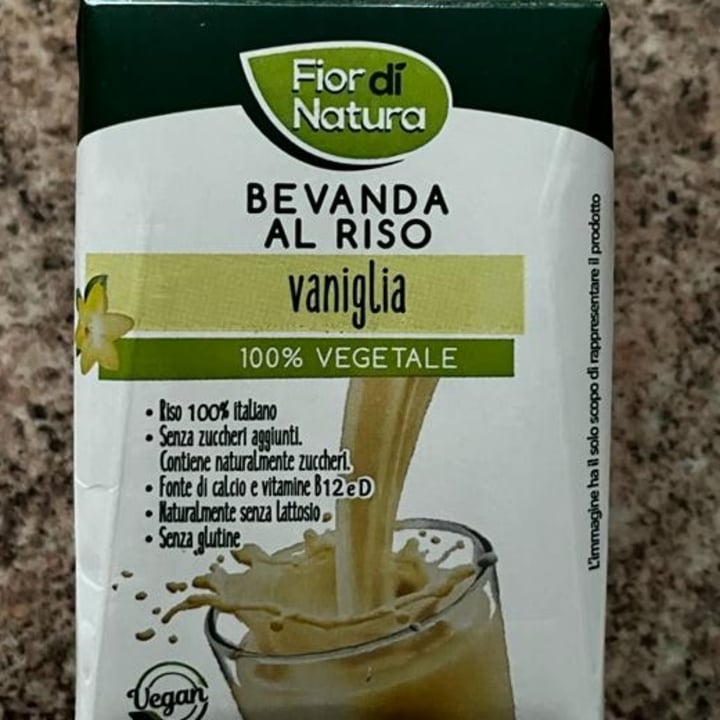 Fior di
Natura
BEVANDA
AL RISO
vaniglia
100% VEGETALE
• Riso 100% italiano
• Senza zuccheri aggiunti.
Contiene naturalmente zuccheri.
• Fonte di calcio e vitamine B12 e D
• Naturalmente senza lattosio
• Senza glutine
Vegan
L'immagine ha il solo scopo di rappresentare il prodotto